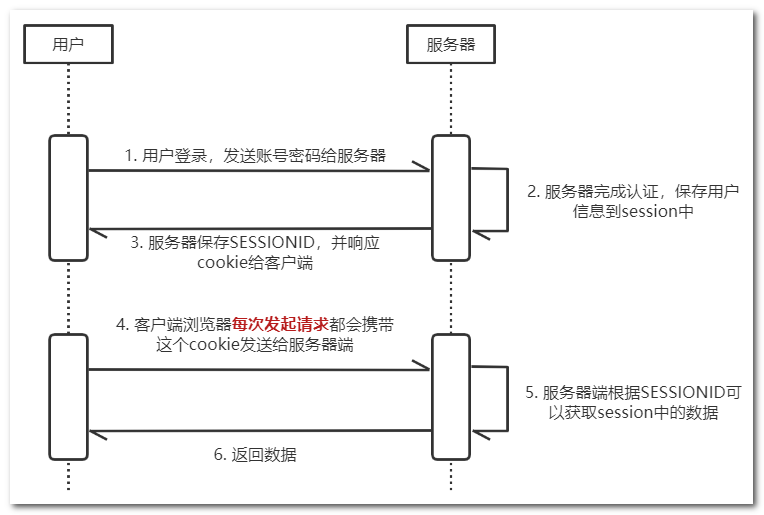 用户
服务器
1. 用户登录，发送账号密码给服务器
2. 服务器完成认证，保存用户
信息到session中
3. 服务器保存SESSIONID，并响应
cookie给客户端
4. 客户端浏览器每次发起请求都会携带
这个cookie发送给服务器端
5. 服务器端根据SESSIONID可
以获取session中的数据
6. 返回数据